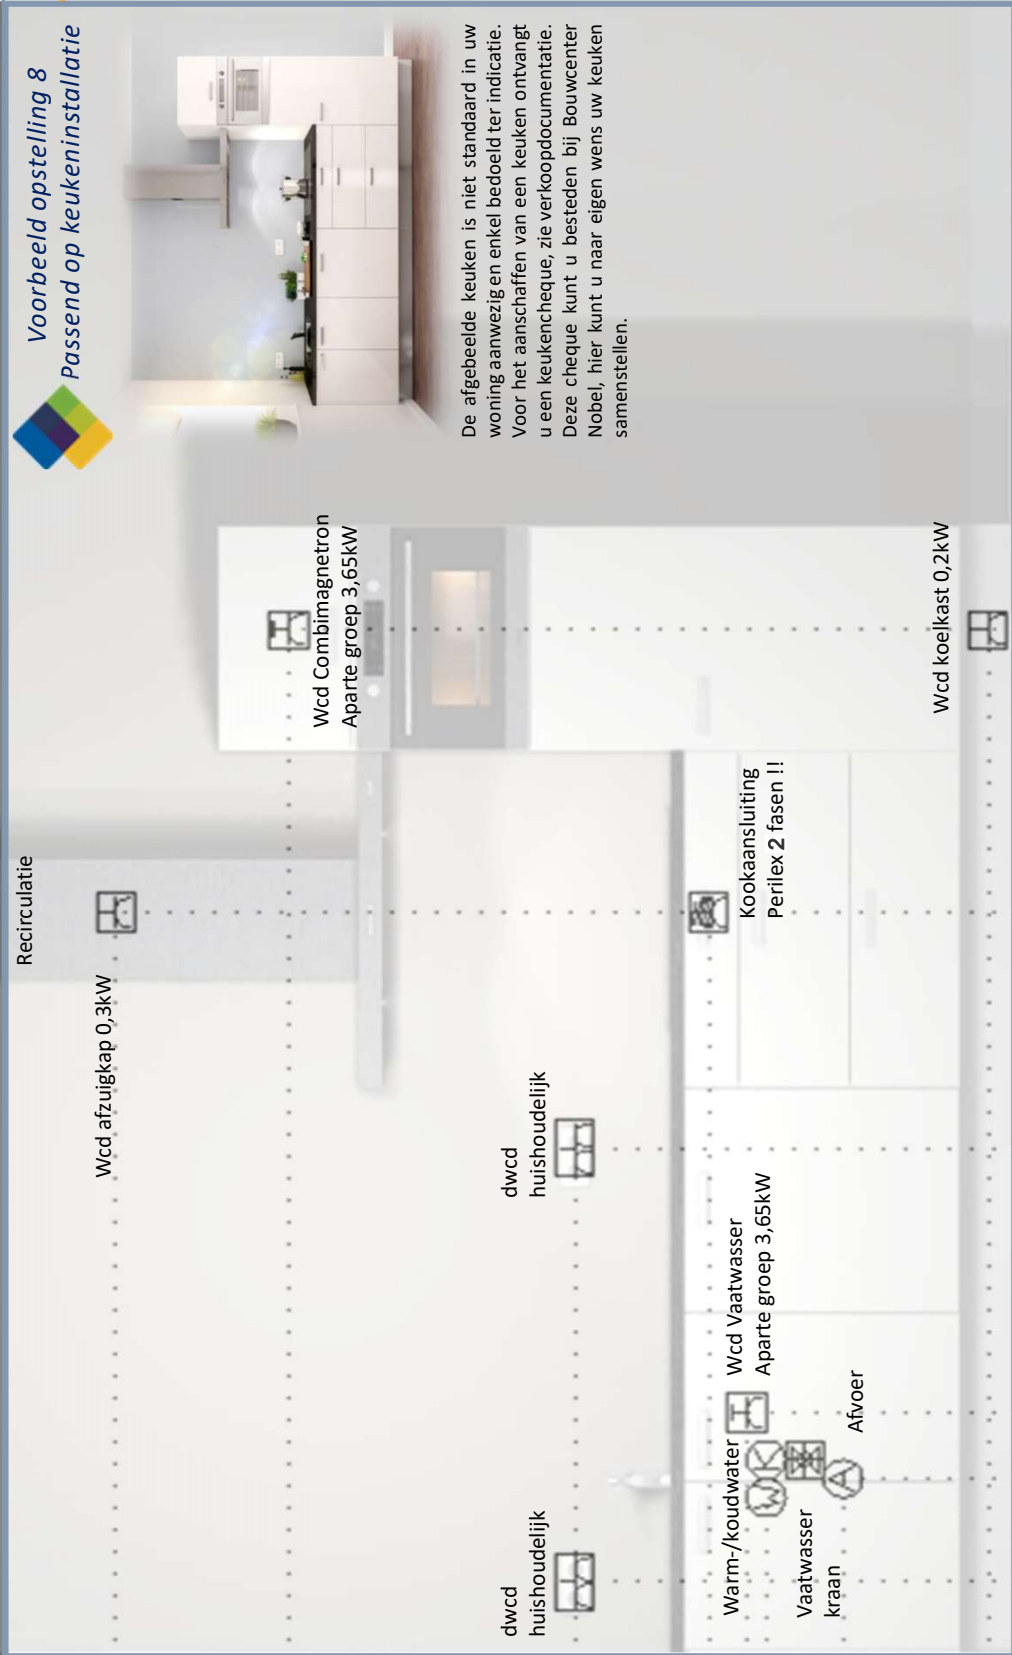 Voorbeeld opstelling 8
Passend op keukeninstallatie
De afgebeelde keuken is niet standaard in uw
woning aanwezig en enkel bedoeld ter indicatie.
Voor het aanschaffen van een keuken ontvangt
u een keukencheque, zie verkoopdocumentatie.
Deze cheque kunt u besteden bij Bouwcenter
Nobel, hier kunt u naar eigen wens uw keuken
samenstellen.
Recirculatie
Wcd afzuigkap 0,3kW
Wcd Combimagnetron
Aparte groep 3,65kW
dwcd
huishoudelijk
dwcd
huishoudelijk
Kookaansluiting
Perilex 2 fasen !!
Wcd Vaatwasser
Aparte groep 3,65kW
Warm-/koudwater
W
K
Vaatwasser
kraan
A
Afvoer
Wcd koelkast 0,2kW